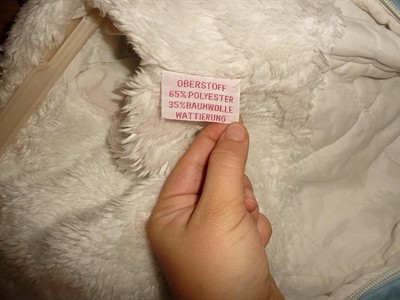 OBERSTOFF
65% POLYESTER
35% BAUMWOLLE
WATTIERUNG